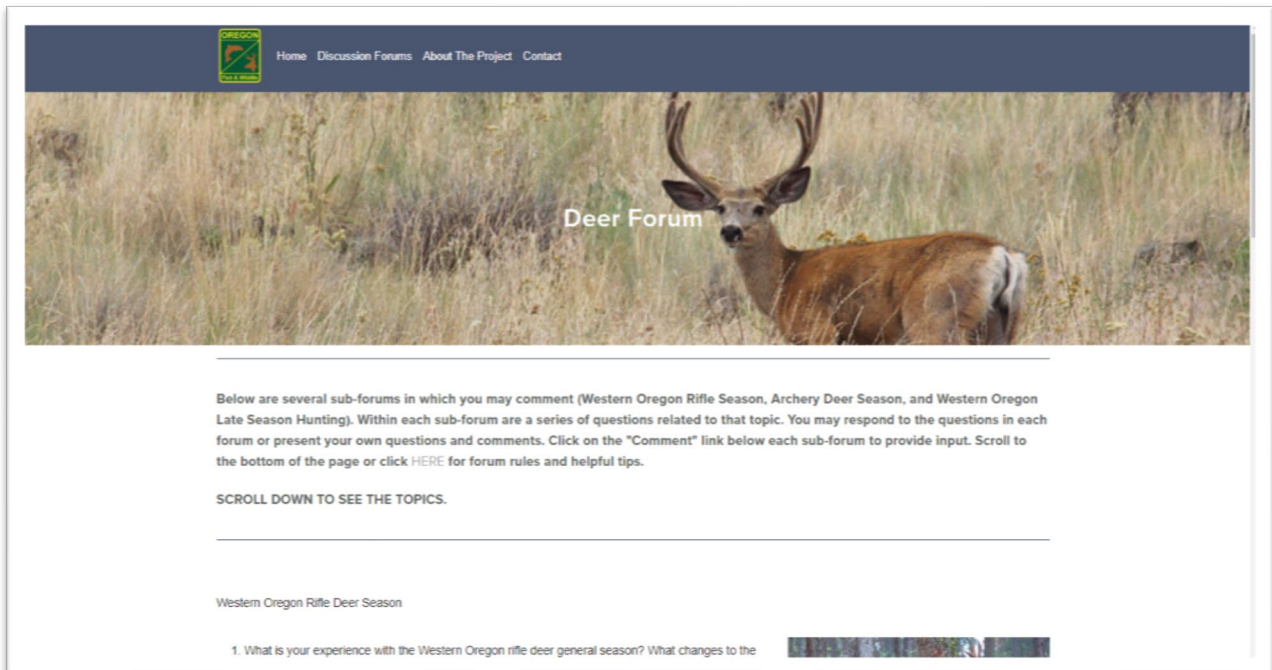 OREGON
Fish & Wildlife
Home Discussion Forums About The Project Contact
Deer Forum
Below are several sub-forums in which you may comment (Western Oregon Rifle Season, Archery Deer Season, and Western Oregon
Late Season Hunting). Within each sub-forum are a series of questions related to that topic. You may respond to the questions in each
forum or present your own questions and comments. Click on the "Comment" link below each sub-forum to provide input. Scroll to
the bottom of the page or click HERE for forum rules and helpful tips.
SCROLL DOWN TO SEE THE TOPICS.
Western Oregon Rifle Deer Season
1. What is your experience with the Western Oregon rifle deer general season? What changes to the